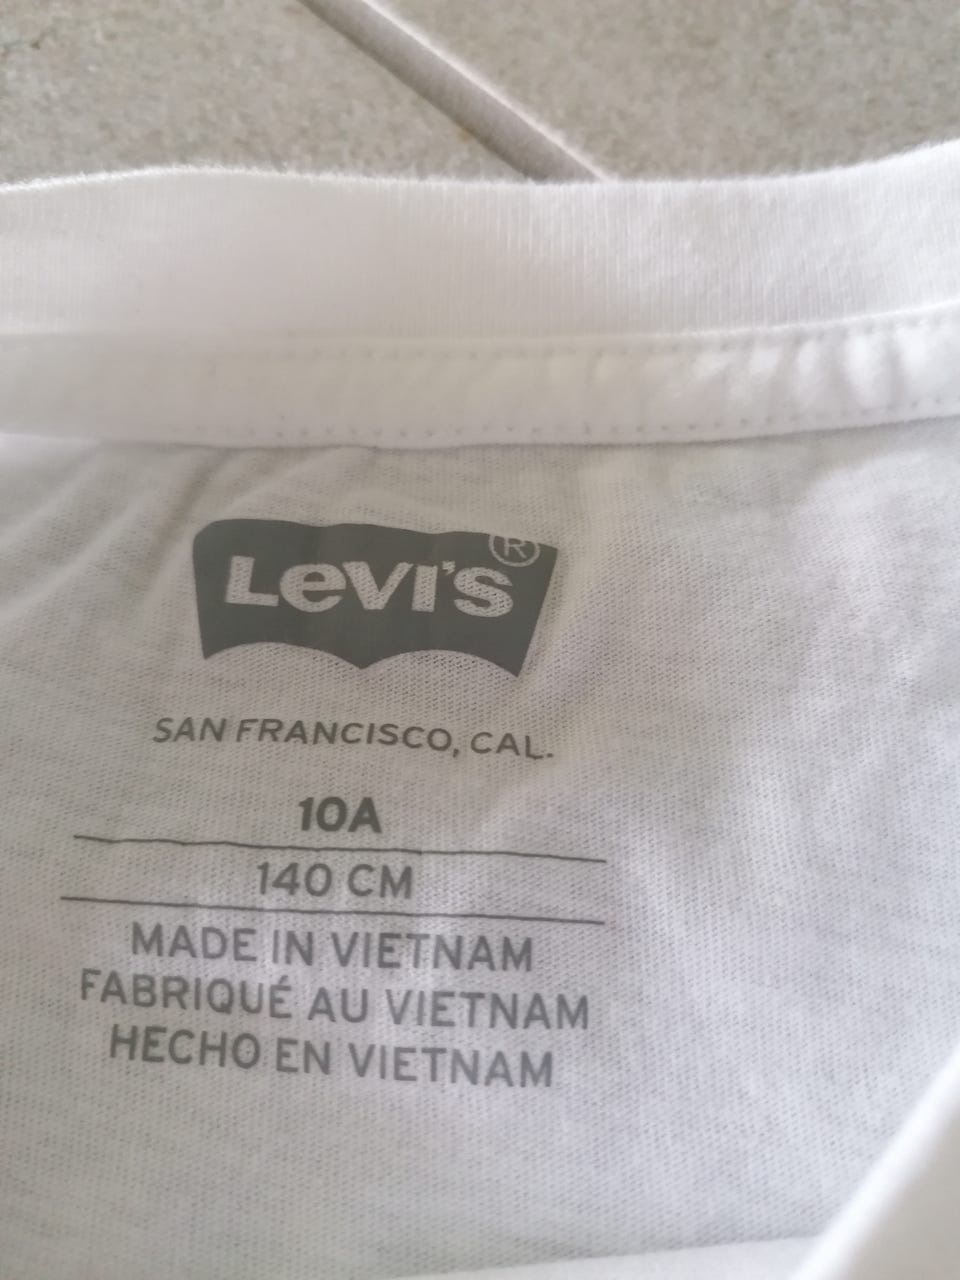 LEVI'S®
SAN FRANCISCO, CAL.
10A
140 CM
MADE IN VIETNAM
FABRIQUÉ AU VIETNAM
HECHO EN VIETNAM